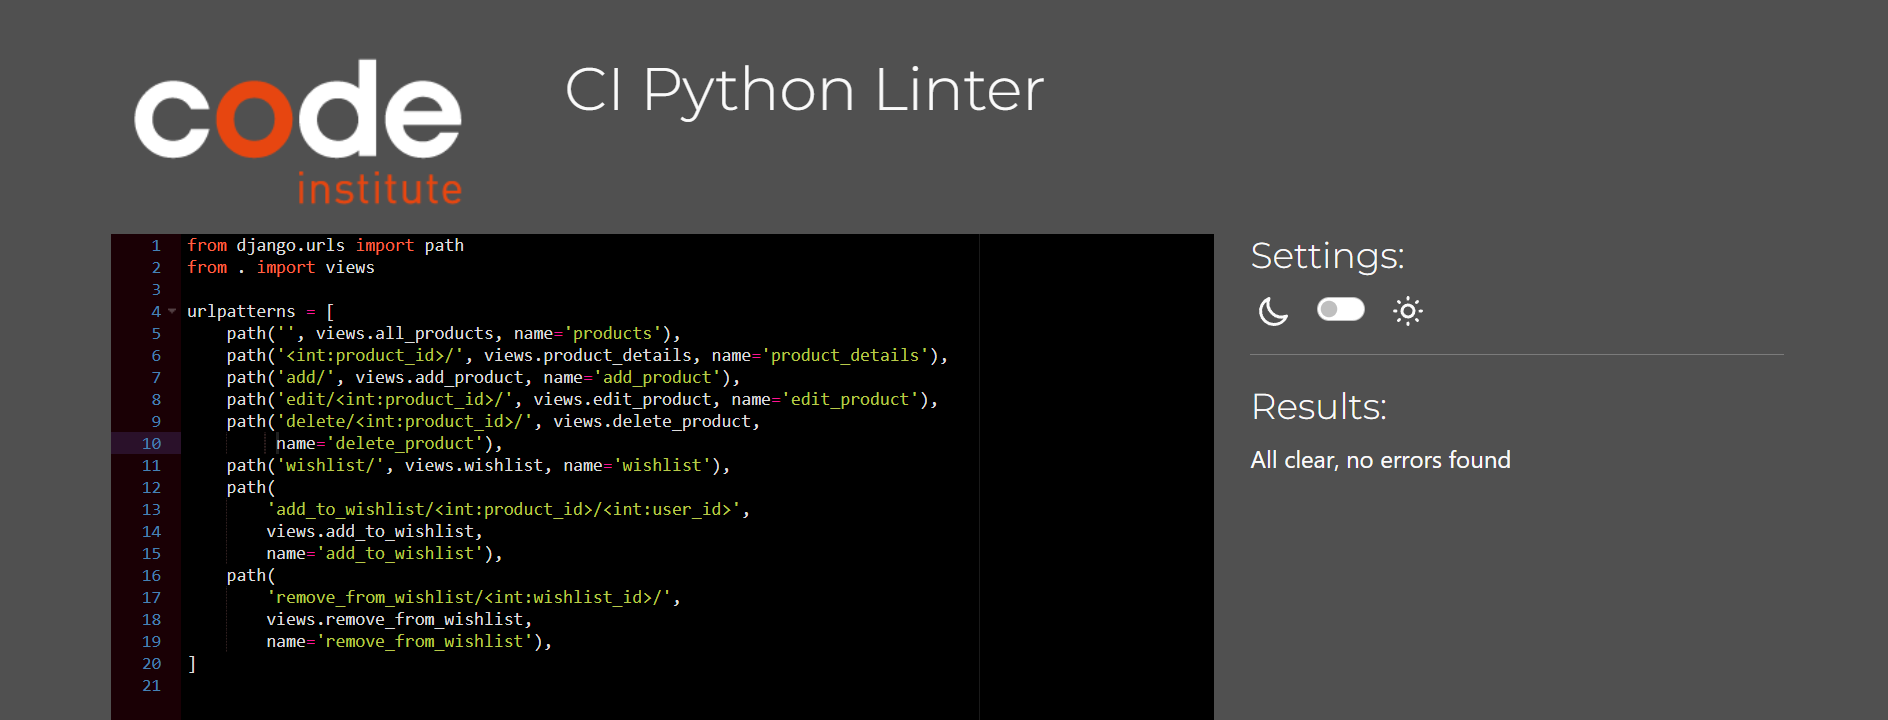 code
institute
CI Python Linter
1 from django.urls import path
2 from . import views
3
4 urlpatterns = [
5     path('', views.all_products, name='products'),
6     path('<int:product_id>/', views.product_details, name='product_details'),
7     path('add/', views.add_product, name='add_product'),
8     path('edit/<int:product_id>/', views.edit_product, name='edit_product'),
9     path('delete/<int:product_id>/', views.delete_product,
10          name='delete_product'),
11     path('wishlist/', views.wishlist, name='wishlist'),
12     path(
13         'add_to_wishlist/<int:product_id>/<int:user_id>',
14         views.add_to_wishlist,
15         name='add_to_wishlist'),
16     path(
17         'remove_from_wishlist/<int:wishlist_id>/',
18         views.remove_from_wishlist,
19         name='remove_from_wishlist'),
20 ]
21
Settings:
Results:
All clear, no errors found